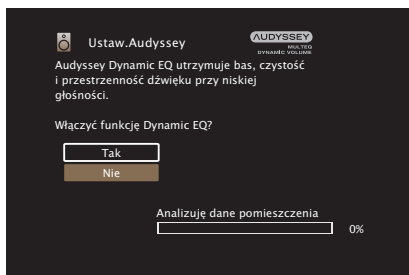 Ustaw.Audyssey
AUDYSSEY
MULTEQ
DYNAMIC VOLUME
Audyssey Dynamic EQ utrzymuje bas, czystość
i przestrzenność dźwięku przy niskiej
głośności.
Włączyć funkcję Dynamic EQ?
Tak
Nie
Analizuję dane pomieszczenia
0%